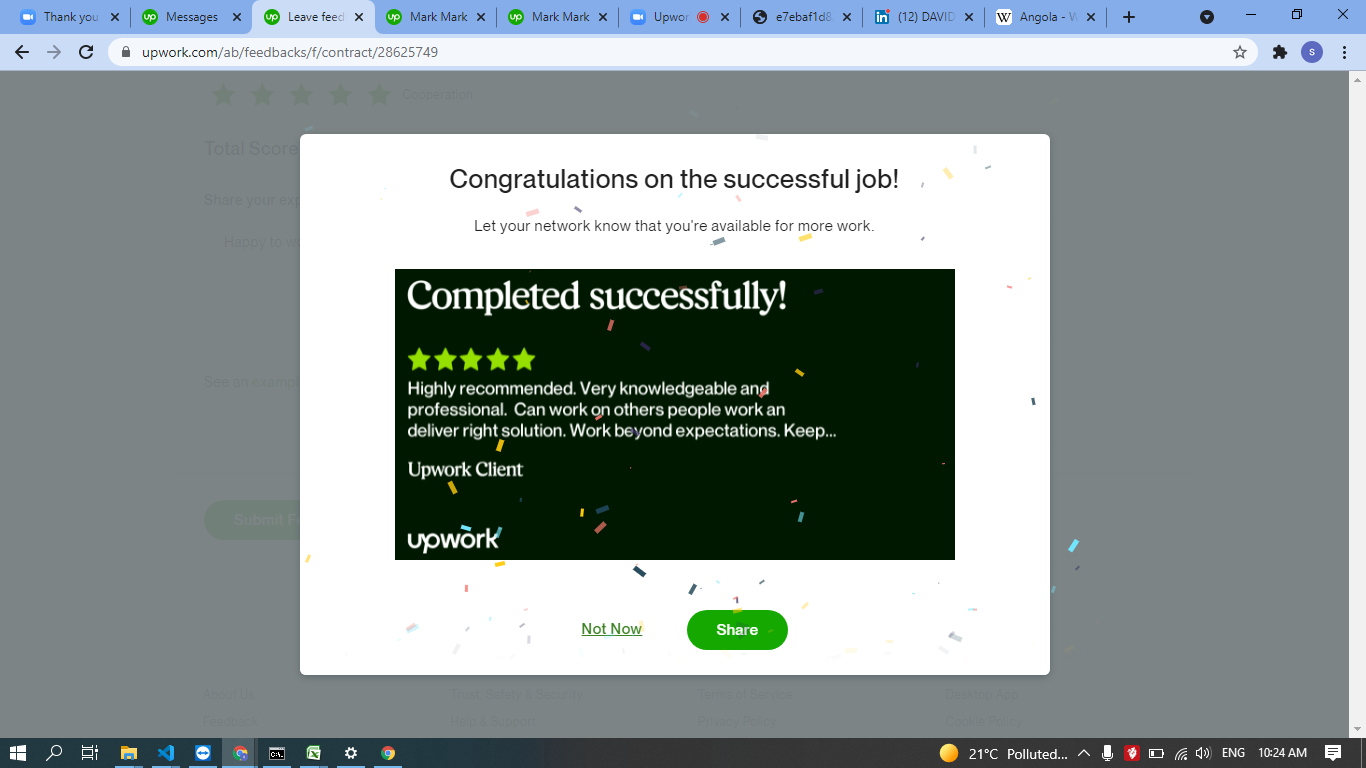 Thank you
Messages
Leave feed
Mark Mark
Mark Mark
Upwor
e7ebaf1d8
(12) DAVID
Angola - W
upwork.com/ab/feedbacks/f/contract/28625749
S
Cooperation
Total Score
Share your exp
Happy to w
See an example
Submit F
Congratulations on the successful job!
Let your network know that you're available for more work.
Completed successfully!
Highly recommended. Very knowledgeable and
professional. Can work on others people work an
deliver right solution. Work beyond expectations. Keep...
Upwork Client
upwork
Not Now
Share
About Us
Trust, Safety & Security
Terms of Service
Desktop App
Feedback
Help & Support
Privacy Policy
Cookie Policy
21°C Polluted...
ENG
10:24 AM